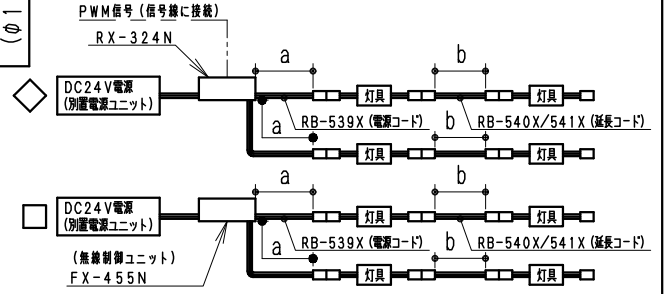 (φ1
PWM信号(信号線に接続)
RX-324N
a
b
DC24V電源
(別置電源ユニット)
灯具
灯具
a
RB-539X(電源コード)
b
RB-540X/541X(延長コード)
灯具
灯具
a
b
DC24V電源
(別置電源ユニット)
灯具
灯具
a
RB-539X(電源コード)
b
RB-540X/541X(延長コード)
(無線制御ユニット)
FX-455N
灯具
灯具